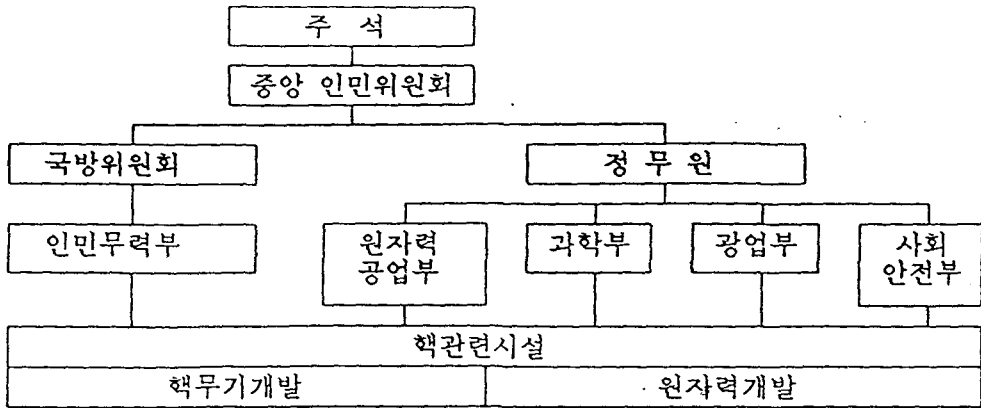 주 석
중앙 인민위원회
국방위원회
정 무 원
인민무력부
원자력
공업부
과학부
광업부
사회
안전부
핵관련시설
핵무기개발
원자력개발